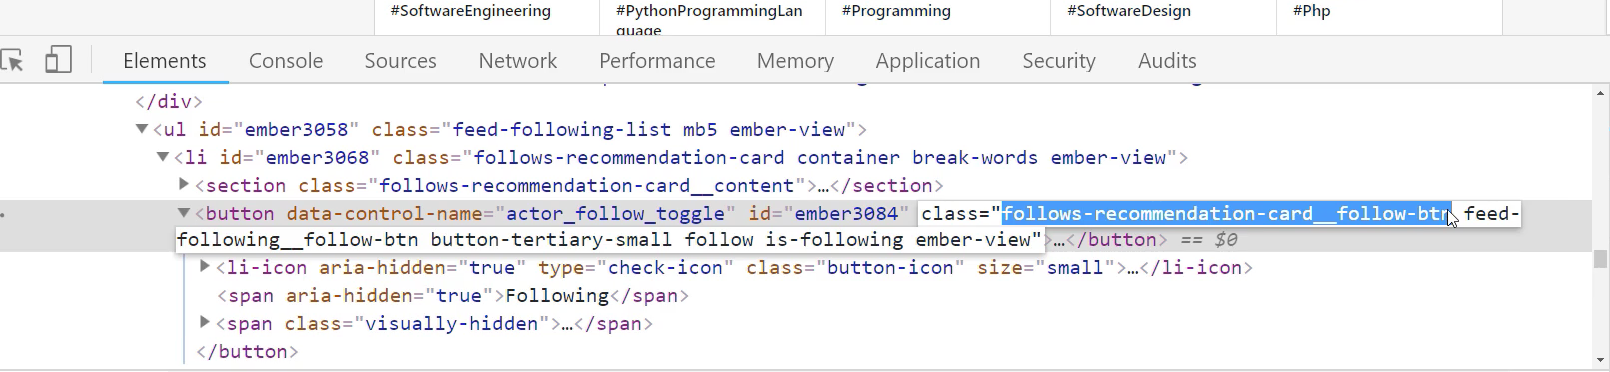 #SoftwareEngineering #PythonProgrammingLan #Programming #SoftwareDesign #Php
guage
Elements Console Sources Network Performance Memory Application Security Audits
</div>
<ul id="ember3058" class="feed-following-list mb5 ember-view">
<li id="ember3068" class="follows-recommendation-card container break-words ember-view">
<section class="follows-recommendation-card__content">…</section>
<button data-control-name="actor_follow_toggle" id="ember3084" class="follows-recommendation-card__follow-btn feed-
following__follow-btn button-tertiary-small follow is-following ember-view">…</button> == $0
<li-icon aria-hidden="true" type="check-icon" class="button-icon" size="small">…</li-icon>
<span aria-hidden="true">Following</span>
<span class="visually-hidden">…</span>
</button>